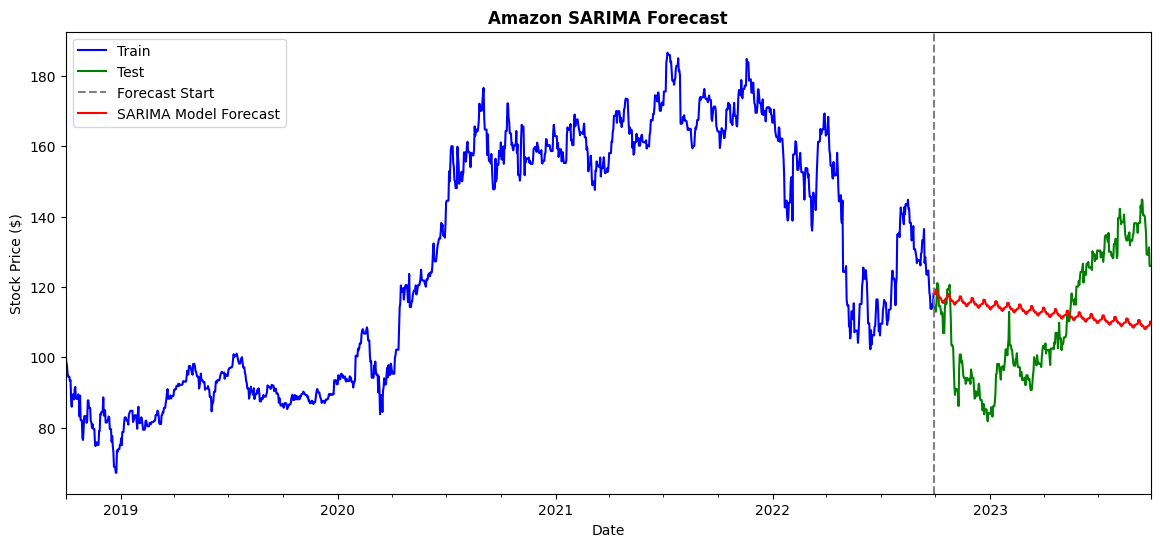 Amazon SARIMA Forecast
Train
Test
Forecast Start
SARIMA Model Forecast
Stock Price ($)
180
160
140
120
100
80
2019
2020
2021
2022
2023
Date